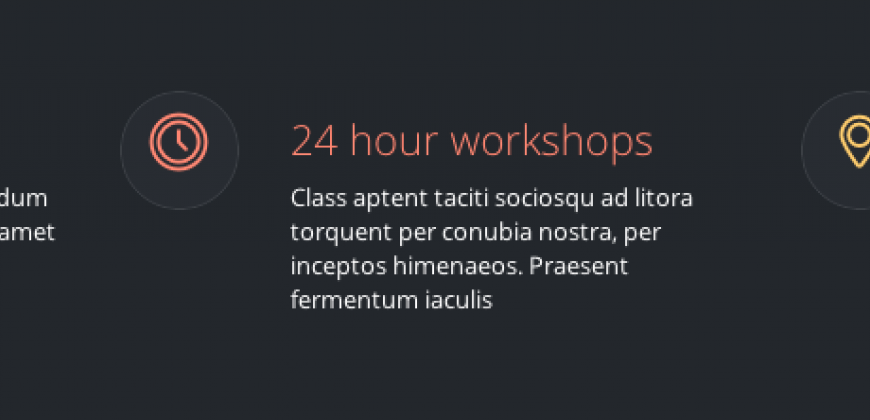 dum
amet
24 hour workshops
Class aptent taciti sociosqu ad litora
torquent per conubia nostra, per
inceptos himenaeos. Praesent
fermentum iaculis